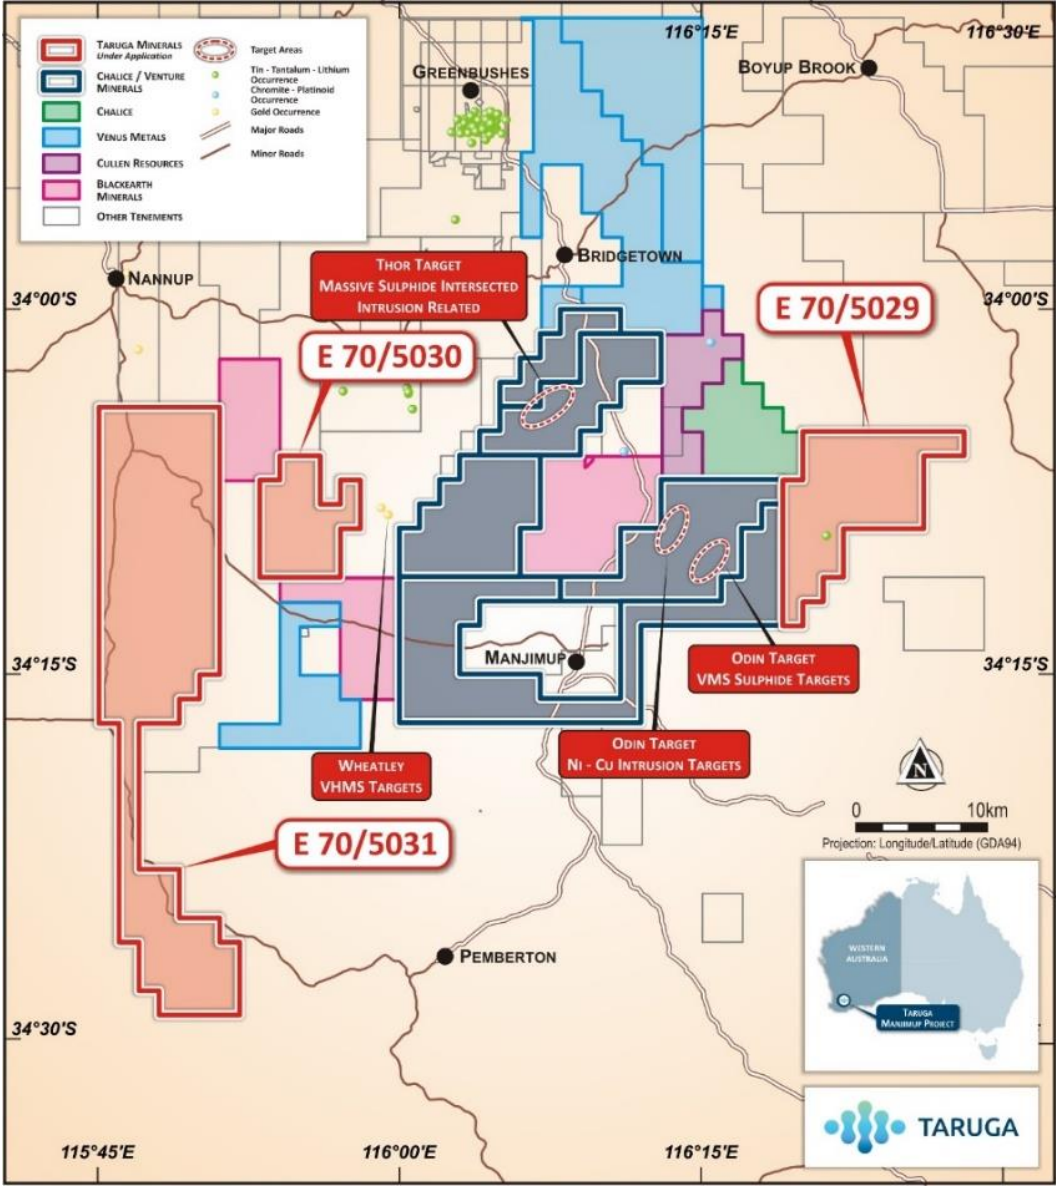 116°15'E
116°30'E
TARUGA MINERALS
Under Application
CHALICE / VENTURE
MINERALS
CHALICE
VENUS METALS
CULLEN RESOURCES
BLACKEARTH
MINERALS
OTHER TENEMENTS
Target Areas
Tin - Tantalum - Lithium
Occurrence
Chromite - Platinoid
Occurrence
Gold Occurrence
Major Roads
Minor Roads
GREENBUSHES
BOYUP BROOK
BRIDGETOWN
NANNUP
THOR TARGET
MASSIVE SULPHIDE INTERSECTED
INTRUSION RELATED
34°00'S
34°00'S
E 70/5029
E 70/5030
MANJIMUP
ODIN TARGET
VMS SULPHIDE TARGETS
34°15'S
34°15'S
ODIN TARGET
NI - CU INTRUSION TARGETS
WHEATLEY
VHMS TARGETS
N
0
10km
Projection: Longitude/Latitude (GDA94)
E 70/5031
PEMBERTON
WESTERN
AUSTRALIA
TARUGA
MANJIMUP PROJECT
34°30'S
TARUGA
115°45'E
116°00'E
116°15'E